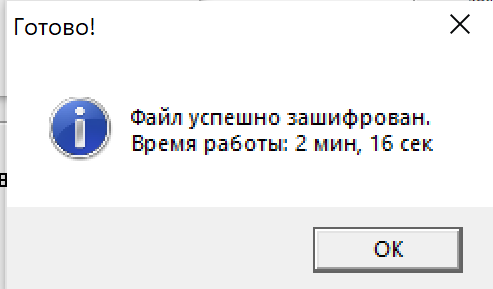 Готово!
Файл успешно зашифрован.
Время работы: 2 мин, 16 сек
OK